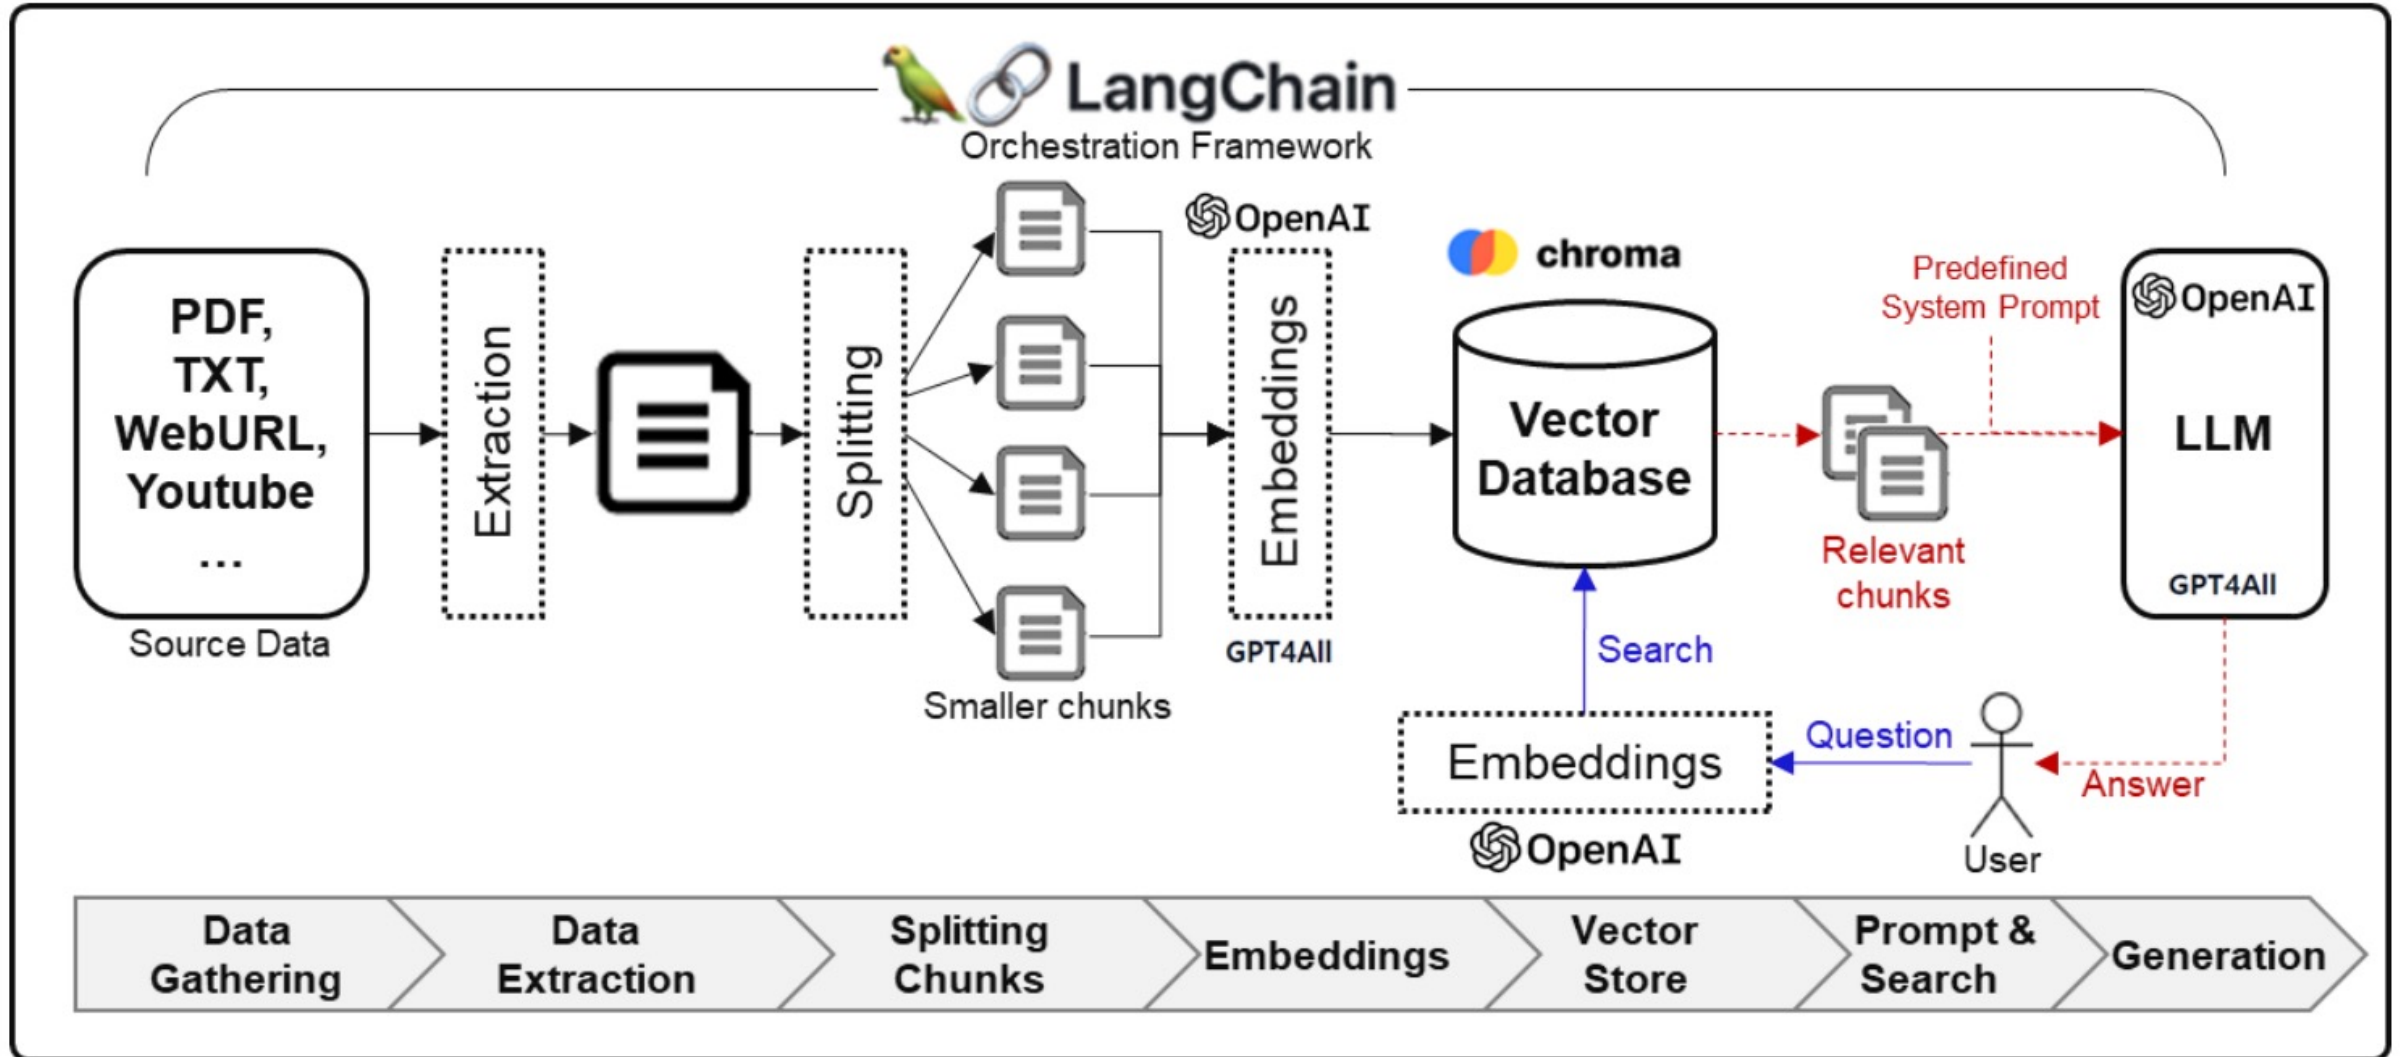 LangChain
Orchestration Framework
PDF,
TXT,
WebURL,
Youtube
...
Source Data
Extraction
Splitting
Smaller chunks
OpenAI
Embeddings
GPT4All
chroma
Vector
Database
Predefined
System Prompt
Relevant
chunks
OpenAI
LLM
GPT4All
Search
Embeddings
OpenAI
Question
User
Answer
Data
Gathering
Data
Extraction
Splitting
Chunks
Embeddings
Vector
Store
Prompt &
Search
Generation